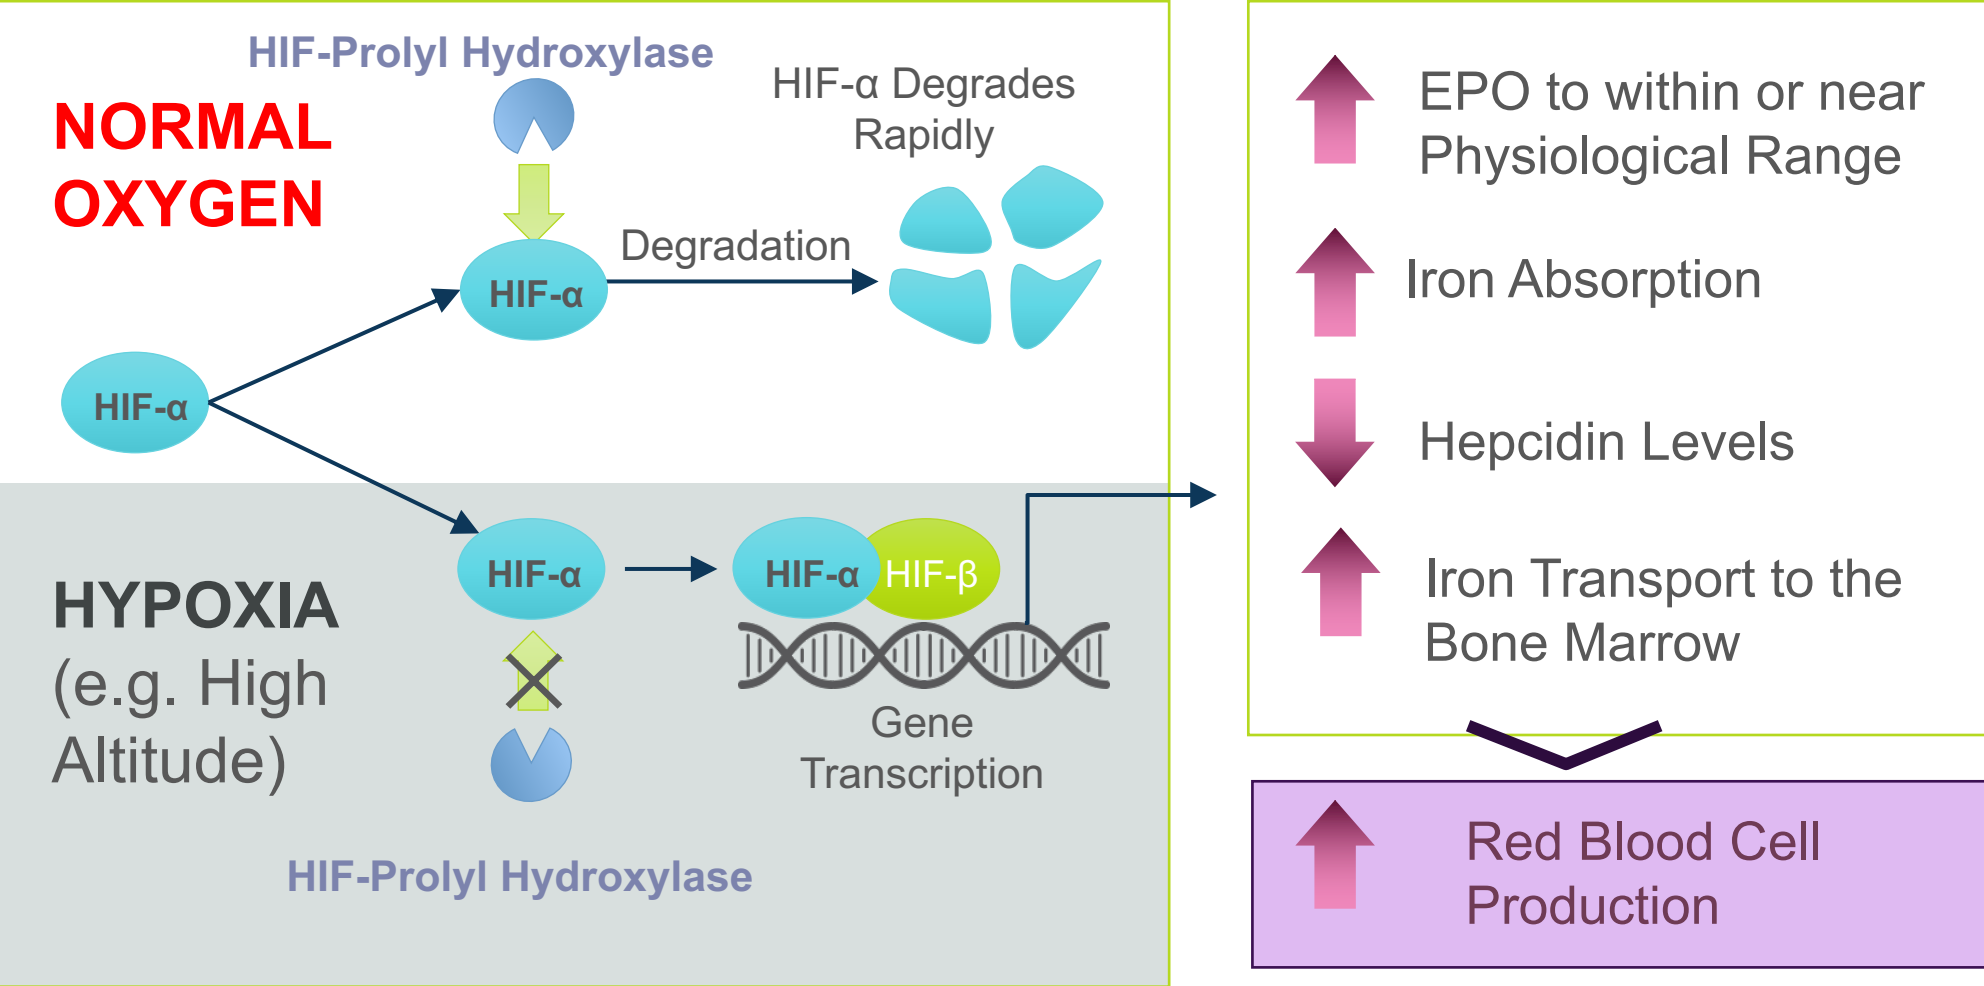 HIF-Prolyl Hydroxylase
NORMAL
OXYGEN
HIF-α Degrades
Rapidly
Degradation
HIF-α
HIF-α
HYPOXIA
(e.g. High
Altitude)
HIF-α
HIF-α
HIF-β
Gene
Transcription
HIF-Prolyl Hydroxylase
EPO to within or near
Physiological Range
Iron Absorption
Hepcidin Levels
Iron Transport to the
Bone Marrow
Red Blood Cell
Production